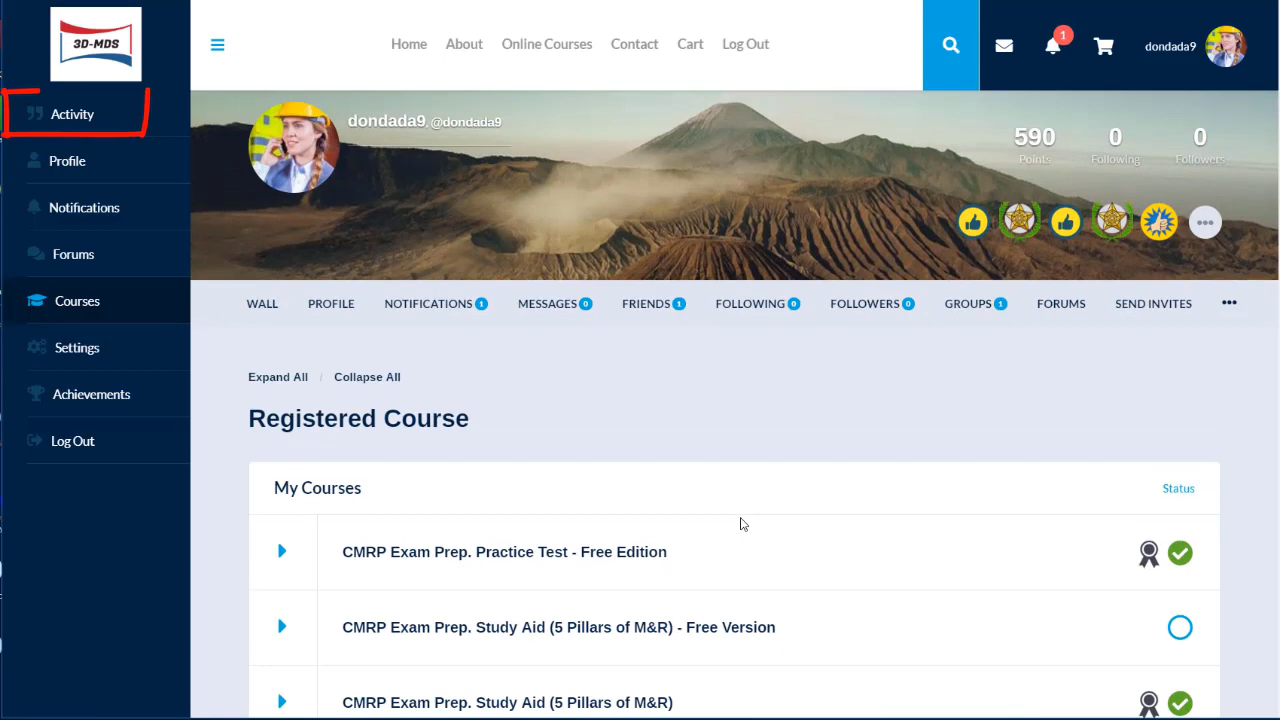 3D-MDS
Home About Online Courses Contact Cart Log Out
1
dondada9
Activity
Profile
Notifications
Forums
Courses
Settings
Achievements
Log Out
dondada9, @dondada9
590 0 0
Points Following Followers
WALL PROFILE NOTIFICATIONS 1 MESSAGES 0 FRIENDS 1 FOLLOWING 0 FOLLOWERS 0 GROUPS 1 FORUMS SEND INVITES
Expand All / Collapse All
Registered Course
My Courses Status
CMRP Exam Prep. Practice Test - Free Edition
CMRP Exam Prep. Study Aid (5 Pillars of M&R) - Free Version
CMRP Exam Prep. Study Aid (5 Pillars of M&R)